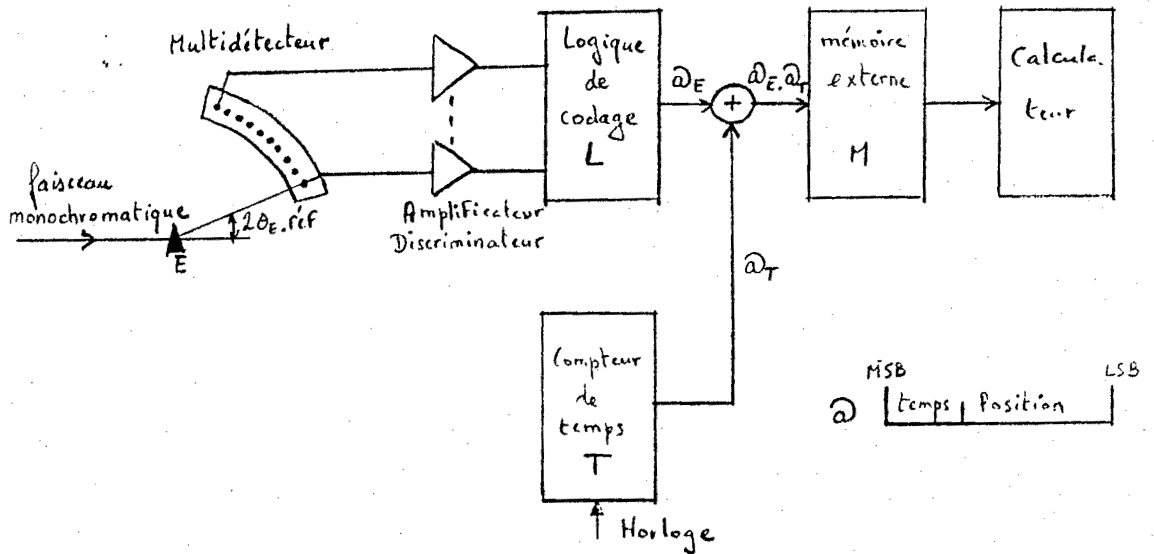 Multidétecteur
faisceau
monochromatique
2θE.réf
E
Amplificateur
Discriminateur
Logique
de
codage
L
@E
+
@E.@T
mémoire
externe
M
Calcula.
teur
@T
Compteur
de
temps
T
Horloge
MSB
LSB
@ temps Position